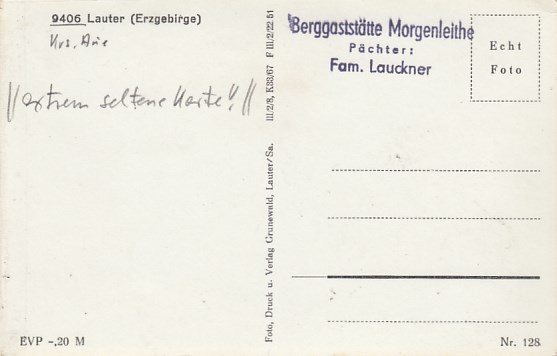 9406 Lauter (Erzgebirge)
Krs. Aue
// extrem seltene Karte!! //
Berggaststätte Morgenleithe
Pächter:
Fam. Lauckner
Echt
Foto
III/2/8, K33/67 F III/2/22 51
Foto, Druck u. Verlag Grunewald, Lauter/Sa.
EVP -,20 M
Nr. 128